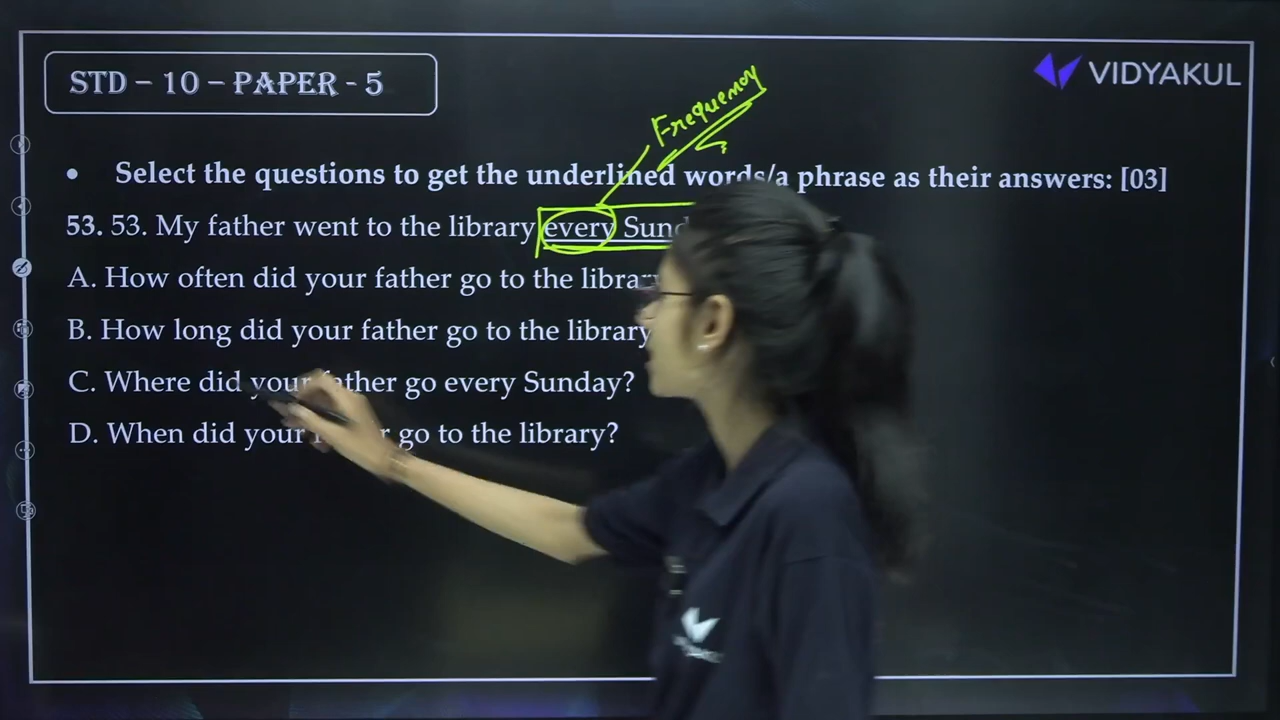 STD – 10 – PAPER - 5
VIDYAKUL
Frequency
• Select the questions to get the underlined words/a phrase as their answers: [03]
53. 53. My father went to the library every
A. How often did your father go to the
B. How long did your father go to the library
C. Where did your father go every Sunday?
D. When did your go to the library?